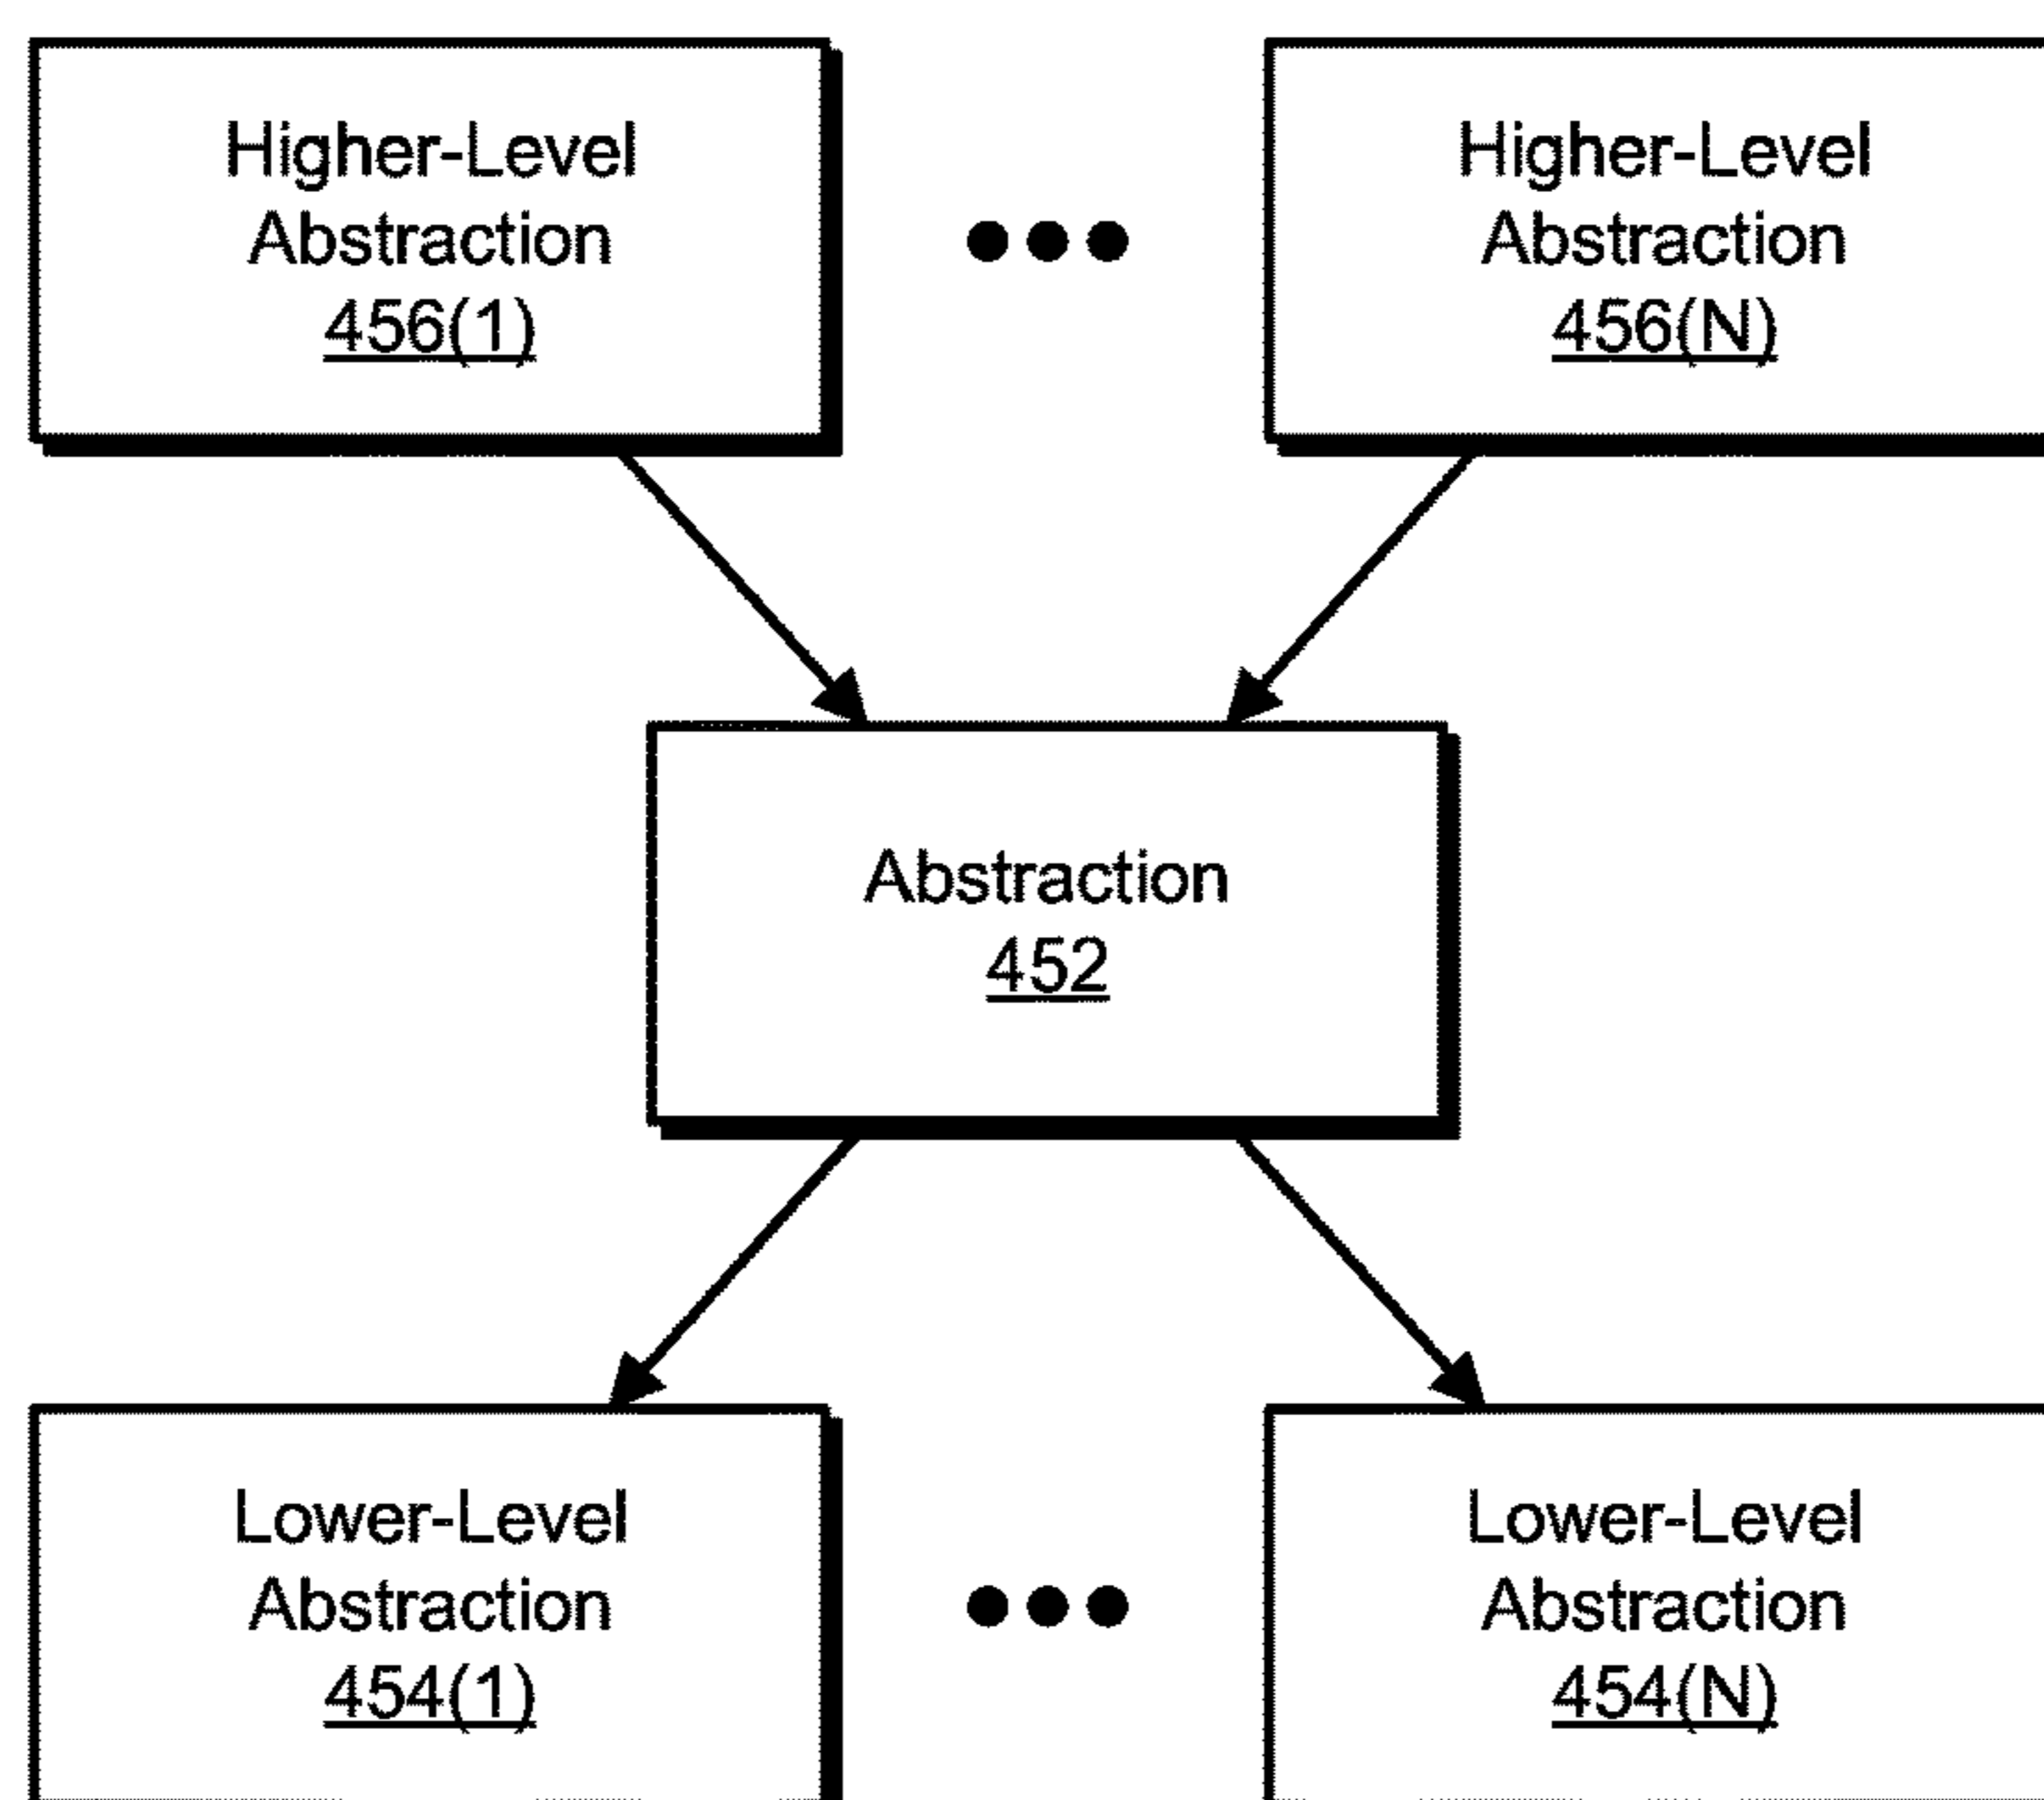 Higher-Level
Abstraction
456(1)
Higher-Level
Abstraction
456(N)
Abstraction
452
Lower-Level
Abstraction
454(1)
Lower-Level
Abstraction
454(N)